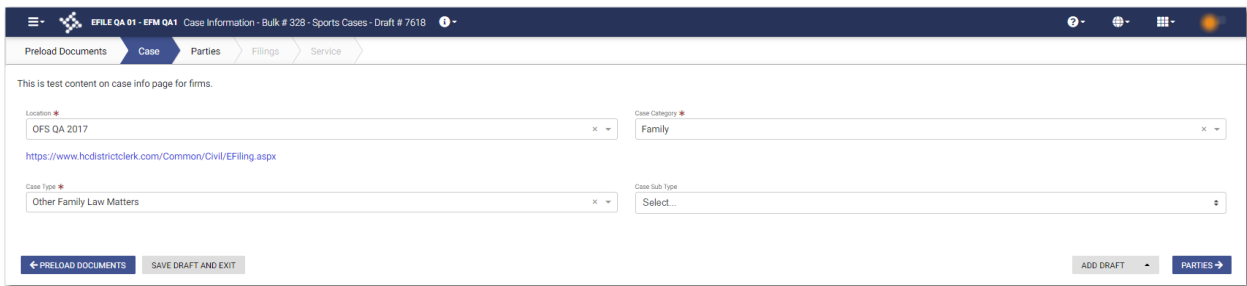 EFILE QA 01 - EFM QA1 Case Information - Bulk # 328 - Sports Cases - Draft # 7618
Preload Documents Case Parties Filings Service
This is test content on case info page for firms.
Location * Case Category *
OFS QA 2017 × Family ×
https://www.hcdistrictclerk.com/Common/Civil/EFiling.aspx
Case Type * Case Sub Type
Other Family Law Matters × Select...
← PRELOAD DOCUMENTS SAVE DRAFT AND EXIT ADD DRAFT PARTIES →